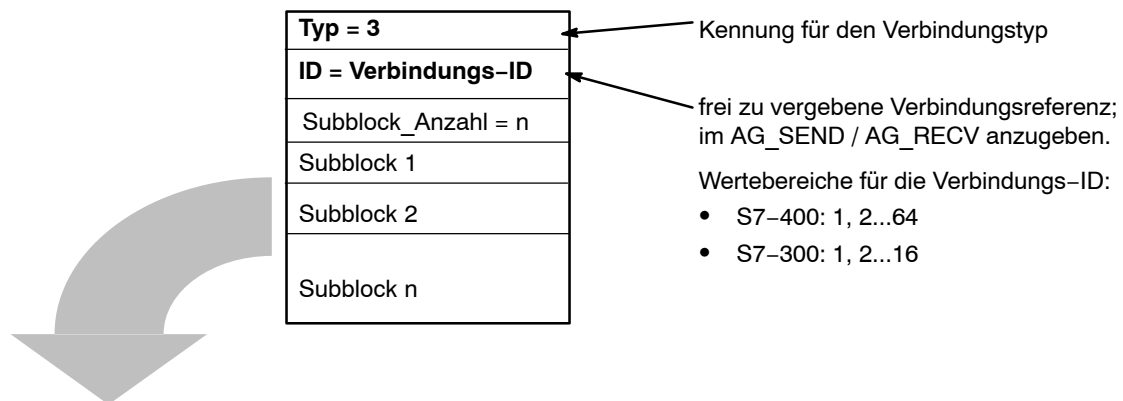 Typ = 3
ID = Verbindungs−ID
Subblock_Anzahl = n
Subblock 1
Subblock 2
Subblock n
Kennung für den Verbindungstyp
frei zu vergebene Verbindungsreferenz;
im AG_SEND / AG_RECV anzugeben.
Wertebereiche für die Verbindungs−ID:
• S7−400: 1, 2...64
• S7−300: 1, 2...16